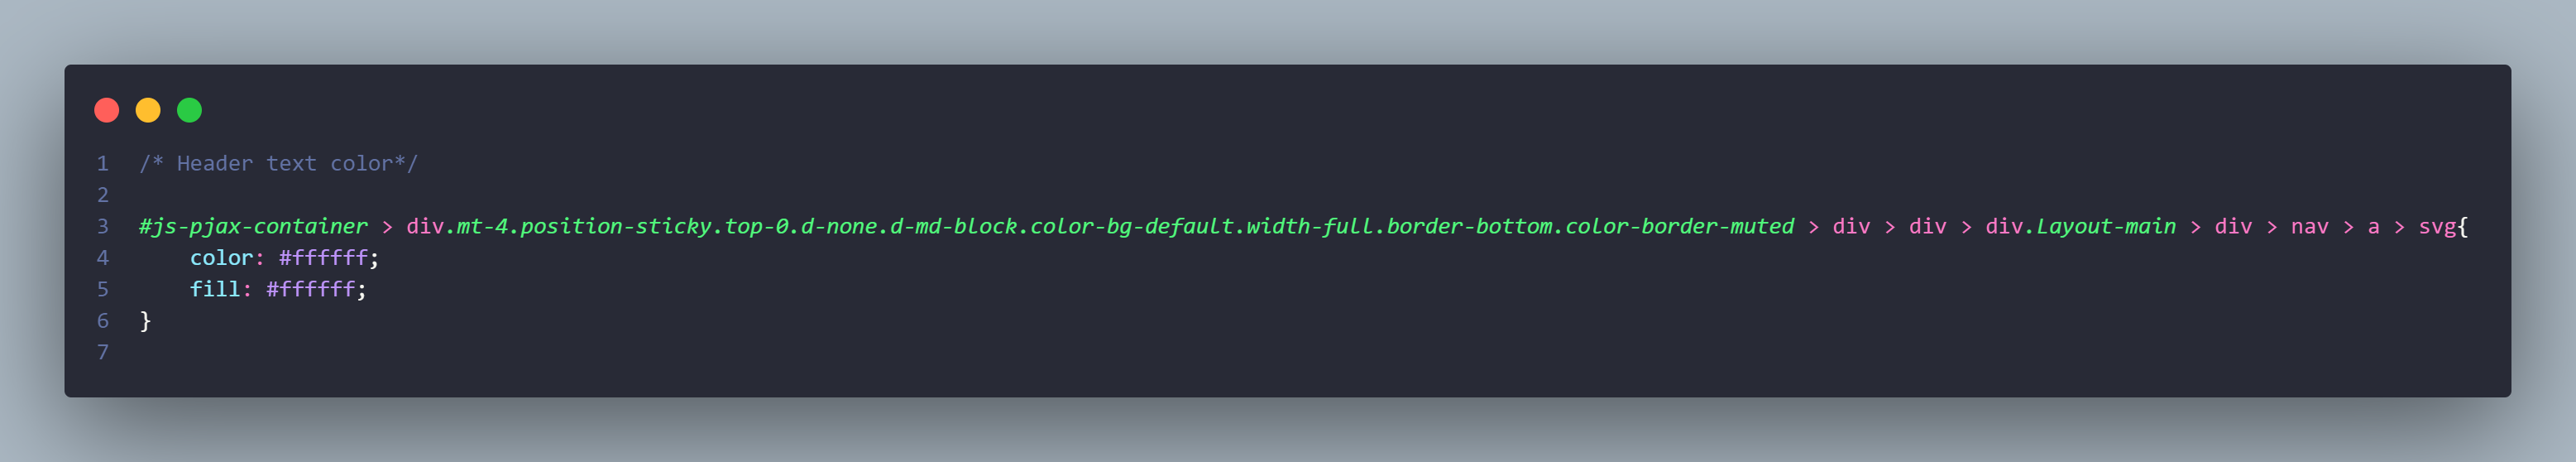 1 /* Header text color*/
2
3 #js-pjax-container > div.mt-4.position-sticky.top-0.d-none.d-md-block.color-bg-default.width-full.border-bottom.color-border-muted > div > div > div.Layout-main > div > nav > a > svg{
4     color: #ffffff;
5     fill: #ffffff;
6 }
7